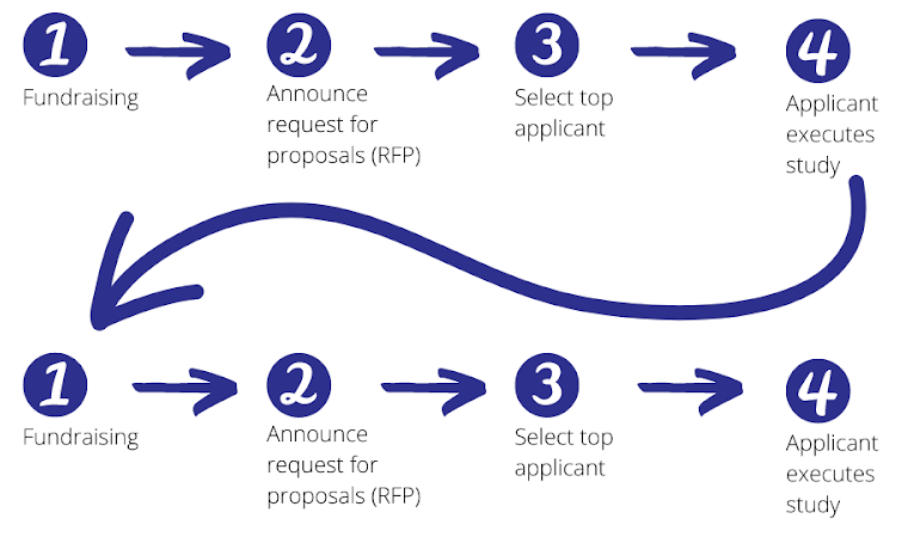 1 2 3 4
Fundraising
Announce
request for
proposals (RFP)
Select top
applicant
Applicant
executes
study
1 2 3 4
Fundraising
Announce
request for
proposals (RFP)
Select top
applicant
Applicant
executes
study